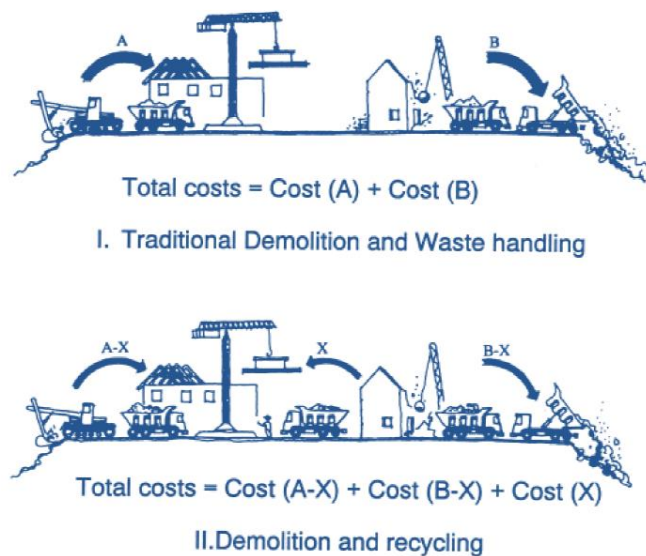 A
B
Total costs = Cost (A) + Cost (B)
I. Traditional Demolition and Waste handling
A-X
X
B-X
Total costs = Cost (A-X) + Cost (B-X) + Cost (X)
II.Demolition and recycling